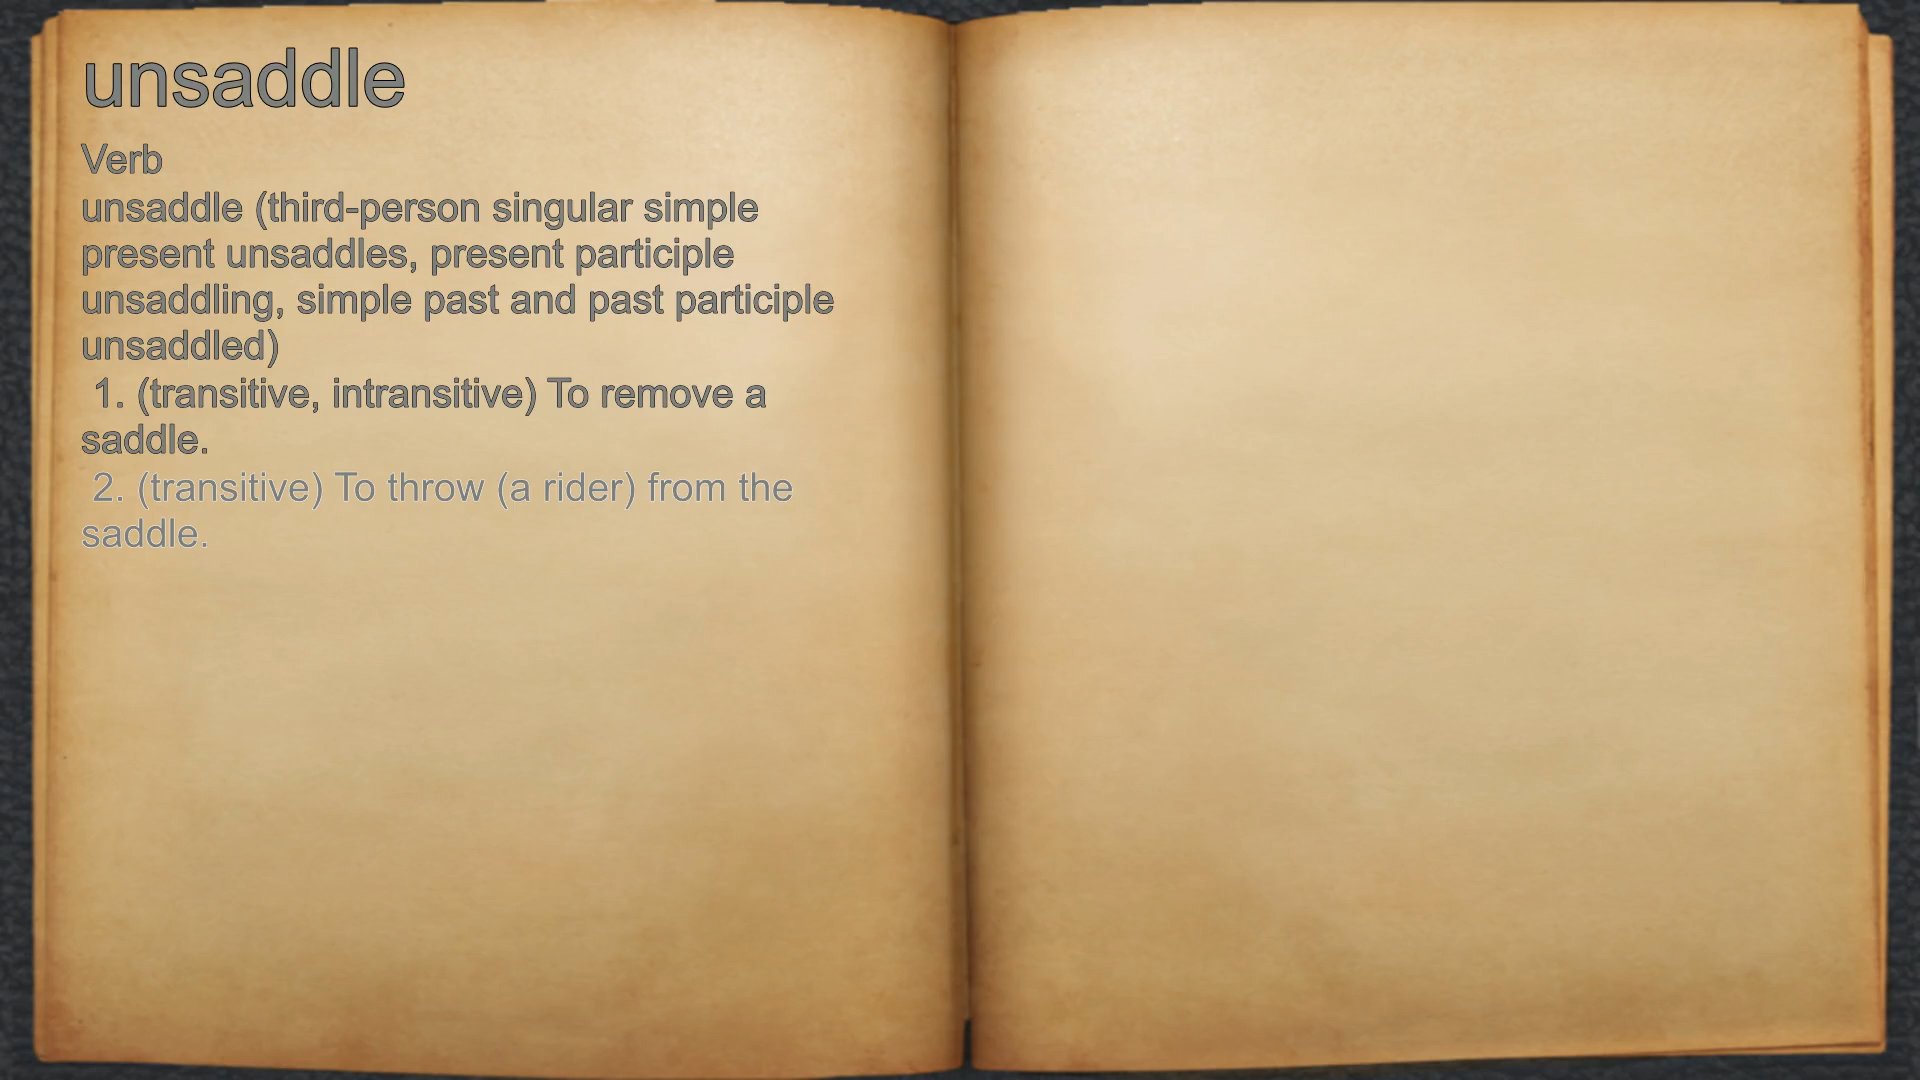 unsaddle
Verb
unsaddle (third-person singular simple
present unsaddles, present participle
unsaddling, simple past and past participle
unsaddled)
1. (transitive, intransitive) To remove a
saddle.
2. (transitive) To throw (a rider) from the
saddle.